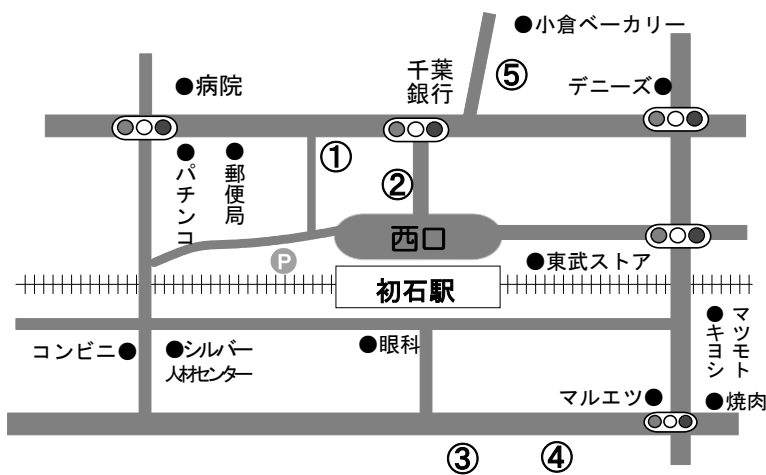 ●小倉ベーカリー
千葉
銀行
⑤
デニーズ●
●病院
①
②
●パチンコ
●郵便局
西口
P
●東武ストア
初石駅
コンビニ●
●シルバー
人材センター
●眼科
マツモト
●キヨシ
マルエツ●
●焼肉
③
④